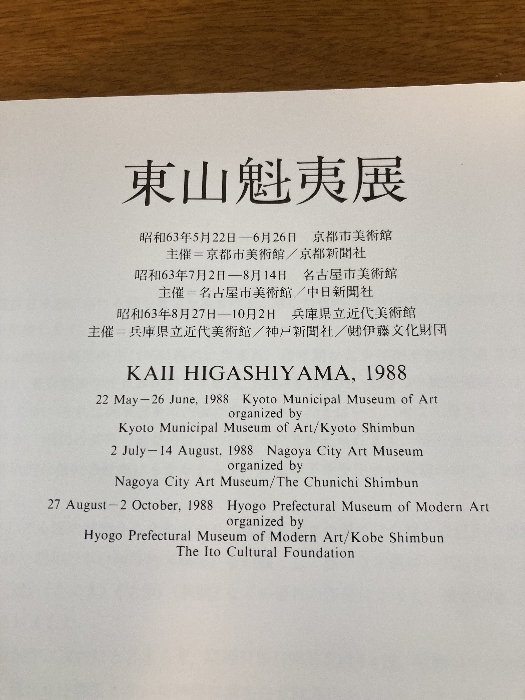 東山魁夷展
昭和63年5月22日—6月26日　京都市美術館
主催＝京都市美術館／京都新聞社
昭和63年7月2日—8月14日　名古屋市美術館
主催＝名古屋市美術館／中日新聞社
昭和63年8月27日—10月2日　兵庫県立近代美術館
主催＝兵庫県立近代美術館／神戸新聞社／㈶伊藤文化財団
KAII HIGASHIYAMA, 1988
22 May—26 June, 1988　Kyoto Municipal Museum of Art
organized by
Kyoto Municipal Museum of Art/Kyoto Shimbun
2 July—14 August, 1988　Nagoya City Art Museum
organized by
Nagoya City Art Museum/The Chunichi Shimbun
27 August—2 October, 1988　Hyogo Prefectural Museum of Modern Art
organized by
Hyogo Prefectural Museum of Modern Art/Kobe Shimbun
The Ito Cultural Foundation